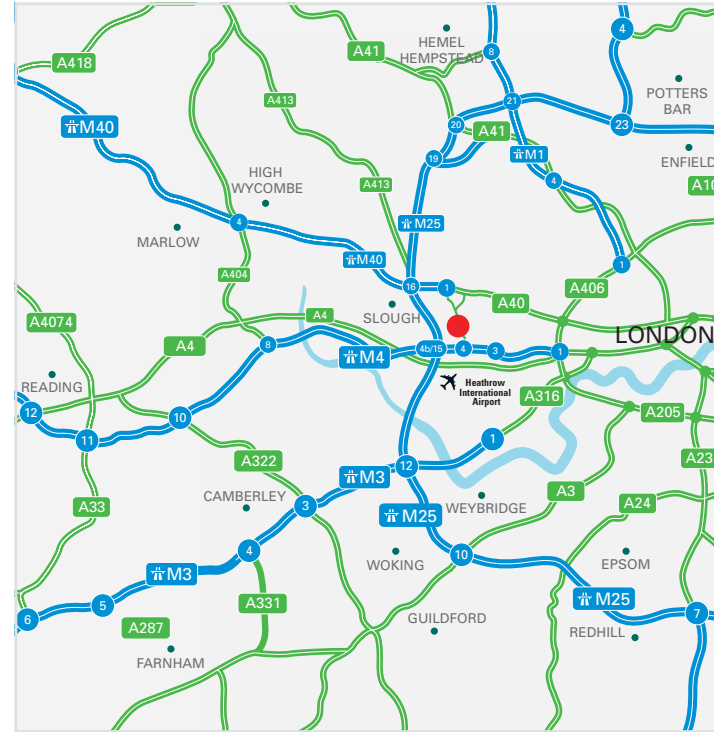 HEMEL
HEMPSTEAD
A41
A418
8
4
POTTERS
BAR
A413
M40
21
20
A41
23
M1
ENFIELD
19
HIGH
WYCOMBE
A413
4
A10
4
M25
MARLOW
M40
1
A404
16
1
A406
A40
SLOUGH
A4
A4074
LONDON
A4
8
M4
4b/15
4
3
1
READING
Heathrow
International
Airport
A316
12
10
A205
11
1
A322
12
A23
M3
CAMBERLEY
A3
A33
3
M25
WEYBRIDGE
A24
4
WOKING
10
EPSOM
M3
5
A331
M25
6
A287
GUILDFORD
7
REDHILL
FARNHAM